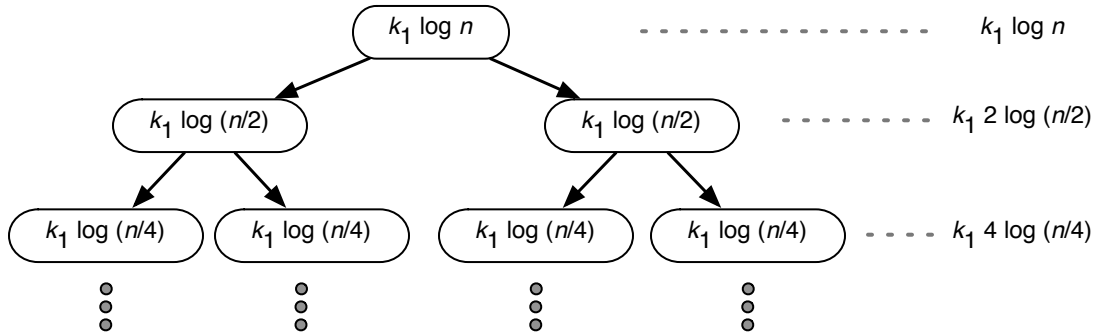 k₁ log n
k₁ log n
k₁ log (n/2)
k₁ log (n/2)
k₁ 2 log (n/2)
k₁ log (n/4)
k₁ log (n/4)
k₁ log (n/4)
k₁ log (n/4)
k₁ 4 log (n/4)